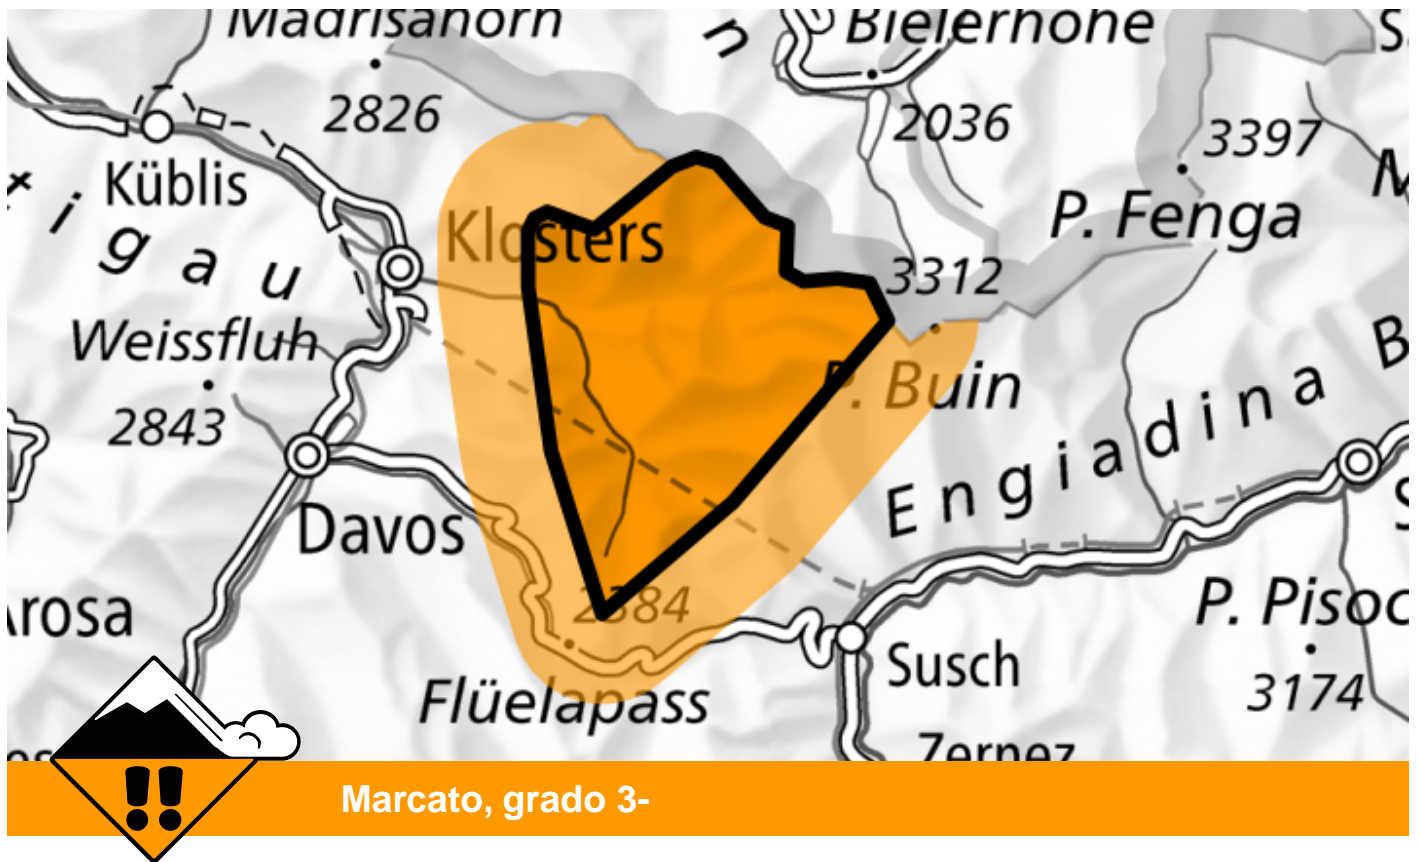 Madrisahorn
Bielerhöhe
n
2826
2036
3397
Küblis
P. Fenga
i g a u
Klosters
3312
Weissfluh
2843
P. Buin
Engiadina B
Davos
2384
Arosa
P. Pisoc
Susch
3174
Flüelapass
Zernez
Marcato, grado 3-